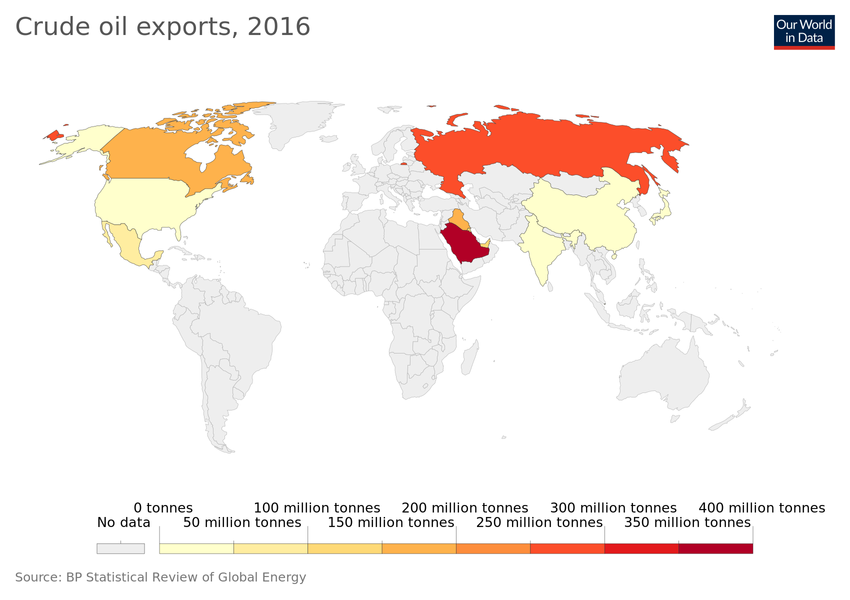 Crude oil exports, 2016
Our World
in Data
0 tonnes
100 million tonnes
200 million tonnes
300 million tonnes
400 million tonnes
No data
50 million tonnes
150 million tonnes
250 million tonnes
350 million tonnes
Source: BP Statistical Review of Global Energy